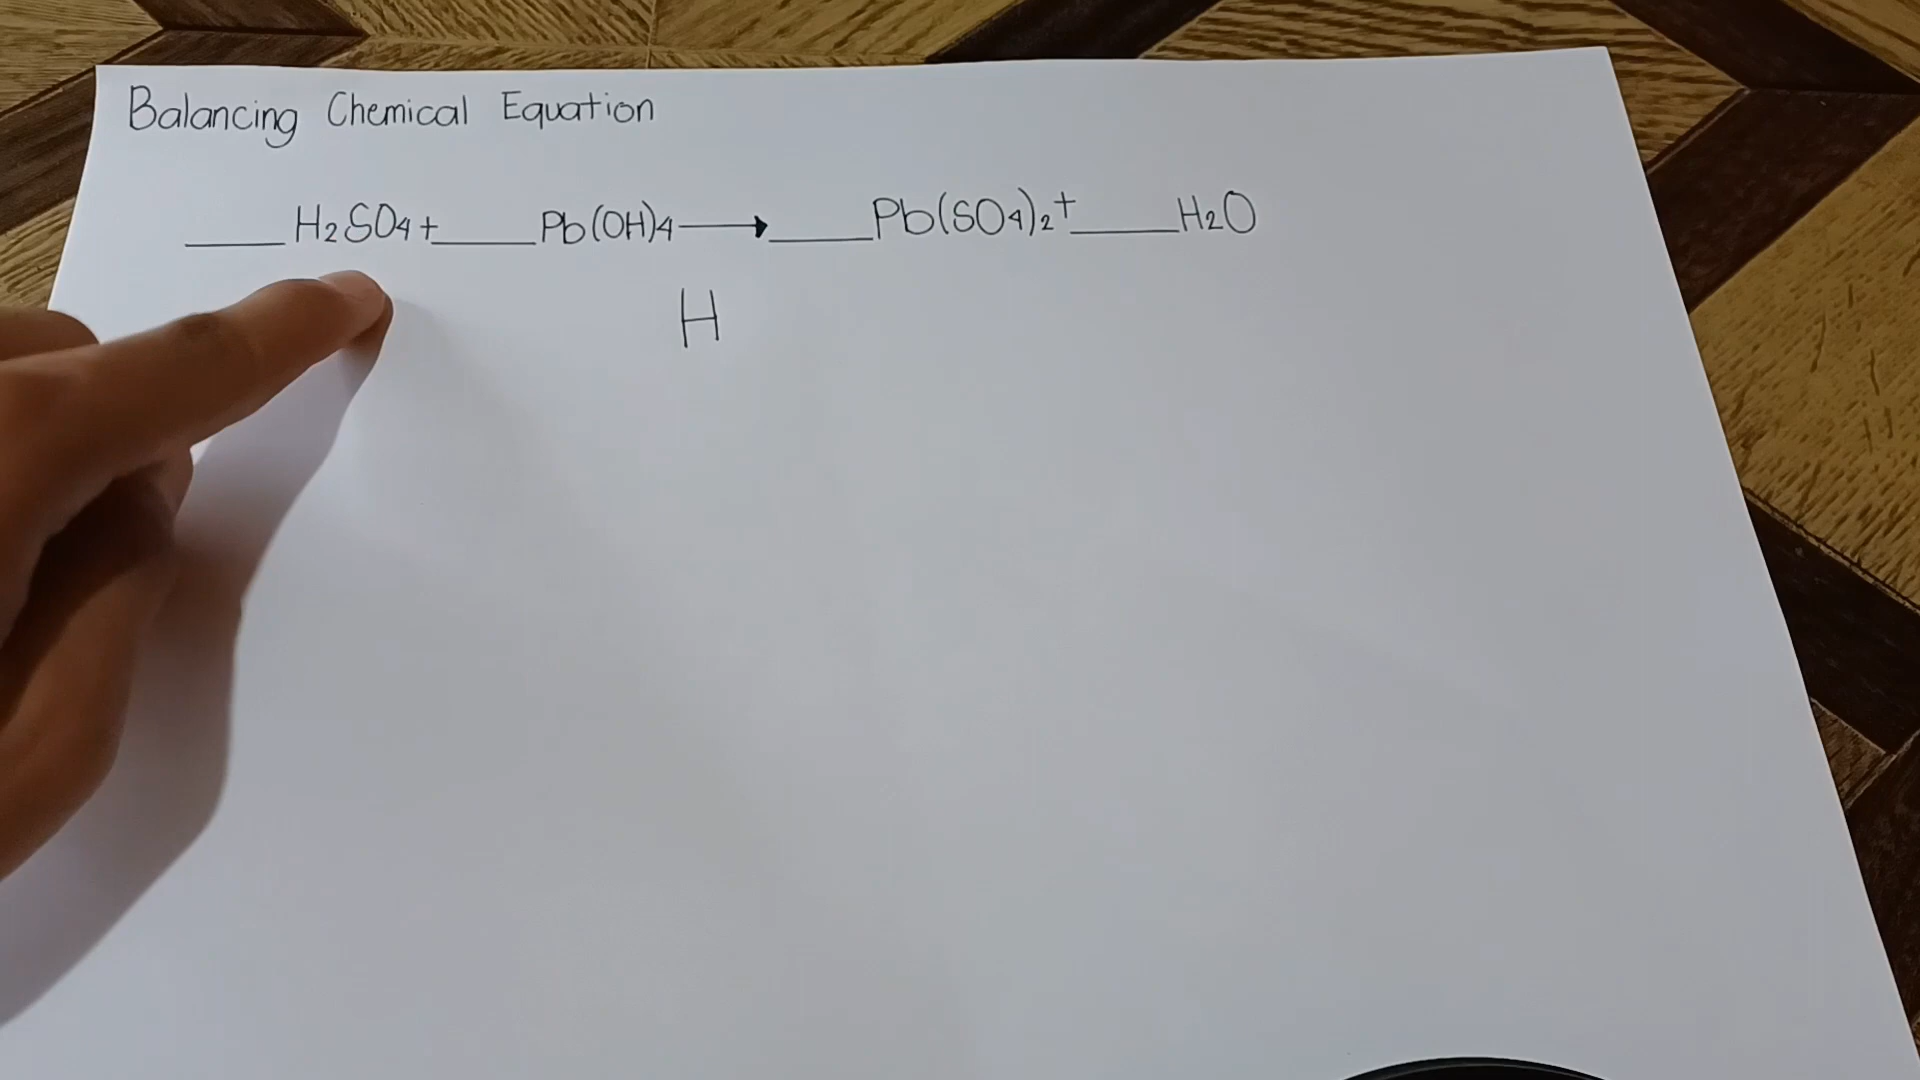 Balancing Chemical Equation
____H₂SO₄+____Pb(OH)₄⟶____Pb(SO₄)₂+____H₂O
H